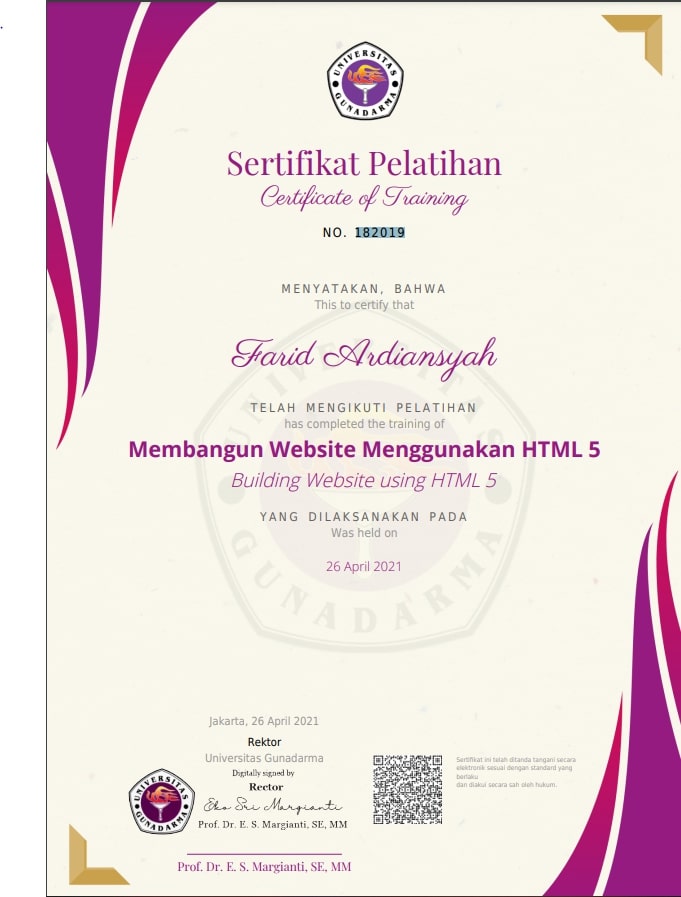 UNIVERSITAS
GUNADARMA
Sertifikat Pelatihan
Certificate of Training
NO. 182019
MENYATAKAN, BAHWA
This to certify that
Farid Ardiansyah
TELAH MENGIKUTI PELATIHAN
has completed the training of
Membangun Website Menggunakan HTML 5
Building Website using HTML 5
YANG DILAKSANAKAN PADA
Was held on
26 April 2021
UNIVERSITAS
GUNADARMA
Jakarta, 26 April 2021
Rektor
Universitas Gunadarma
Digitally signed by
Rector
Eko Sri Margianti
Prof. Dr. E. S. Margianti, SE, MM
UNIVERSITAS
GUNADARMA
Prof. Dr. E. S. Margianti, SE, MM
Sertifikat ini telah ditanda tangani secara
elektronik sesuai dengan standard yang
berlaku
dan diakui secara sah oleh hukum.